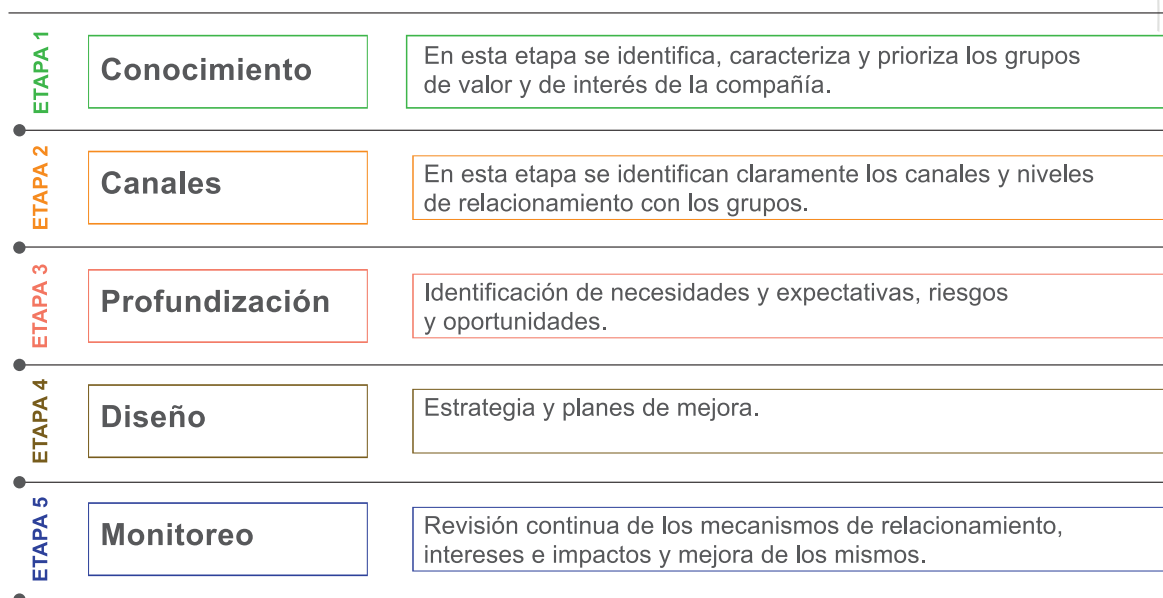 ETAPA 1
Conocimiento
En esta etapa se identifica, caracteriza y prioriza los grupos
de valor y de interés de la compañía.
ETAPA 2
Canales
En esta etapa se identifican claramente los canales y niveles
de relacionamiento con los grupos.
ETAPA 3
Profundización
Identificación de necesidades y expectativas, riesgos
y oportunidades.
ETAPA 4
Diseño
Estrategia y planes de mejora.
ETAPA 5
Monitoreo
Revisión continua de los mecanismos de relacionamiento,
intereses e impactos y mejora de los mismos.